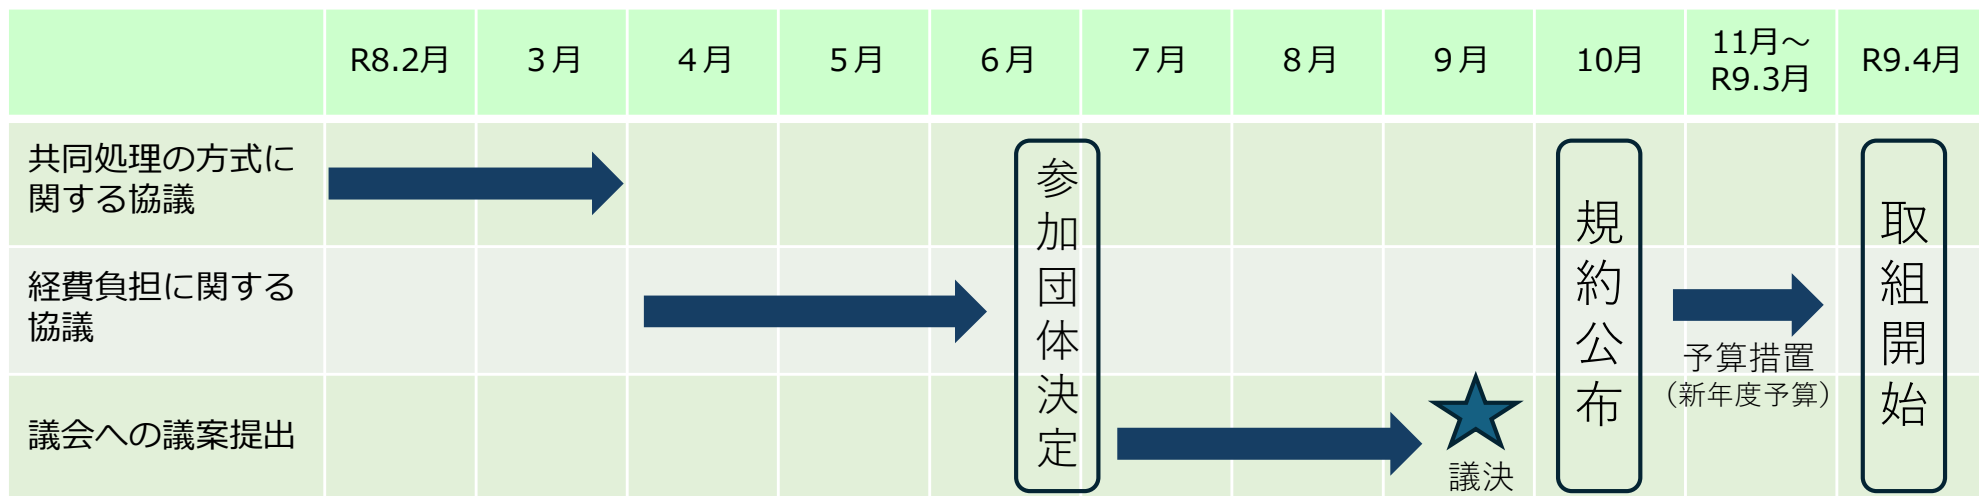 R8.2月
３月
４月
５月
６月
７月
８月
９月
10月
11月～
R9.3月
R9.4月
共同処理の方式に
関する協議
経費負担に関する
協議
議会への議案提出
参加団体決定
議決
規約公布
予算措置
（新年度予算）
取組開始